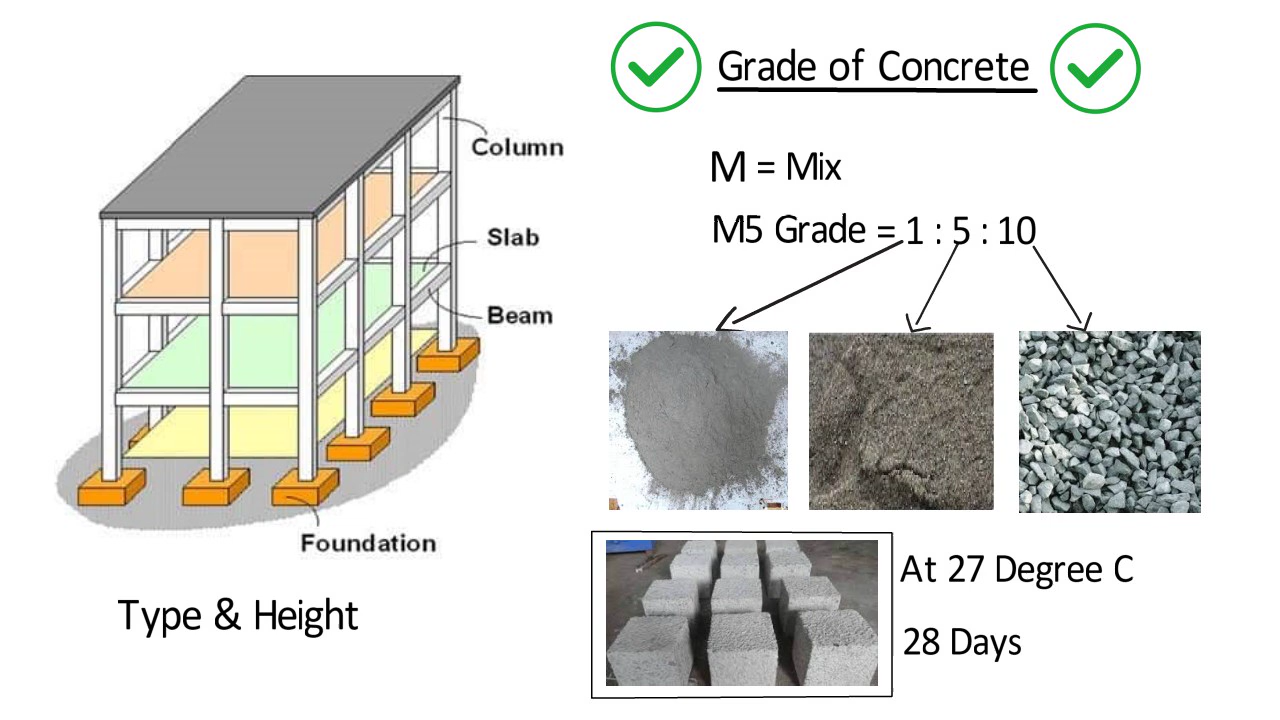 Grade of Concrete
Column
Slab
Beam
Foundation
Type & Height
M = Mix
M5 Grade = 1 : 5 : 10
At 27 Degree C
28 Days